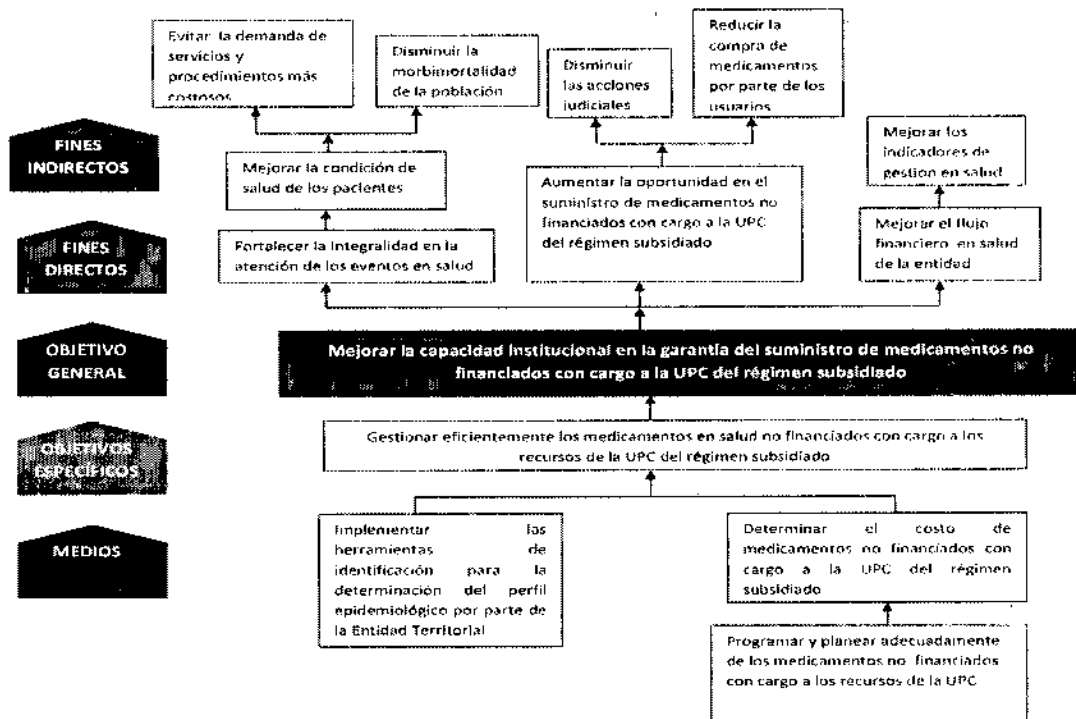 Evitar la demanda de
servicios y
procedimientos más
costosos
Disminuir la
morbimortalidad
de la población
Disminuir
las acciones
judiciales
Reducir la
compra de
medicamentos
por parte de los
usuarios
FINES
INDIRECTOS
Mejorar la condición de
salud de los pacientes
Aumentar la oportunidad en el
suministro de medicamentos no
financiados con cargo a la UPC
del régimen subsidiado
Mejorar los
indicadores de
gestion en salud
FINES
DIRECTOS
Fortalecer la Integralidad en la
atención de los eventos en salud
Mejorar el flujo
financiero en salud
de la entidad
OBJETIVO
GENERAL
Mejorar la capacidad institucional en la garantía del suministro de medicamentos no
financiados con cargo a la UPC del régimen subsidiado
OBJETIVOS
ESPECÍFICOS
Gestionar eficientemente los medicamentos en salud no financiados con cargo a los
recursos de la UPC del régimen subsidiado
MEDIOS
Implementar las
herramientas de
identificación para la
determinación del perfil
epidemiológico por parte de
la Entidad Territorial
Determinar el costo de
medicamentos no financiados con
cargo a la UPC del régimen
subsidiado
Programar y planear adecuadamente
de los medicamentos no financiados
con cargo a los recursos de la UPC